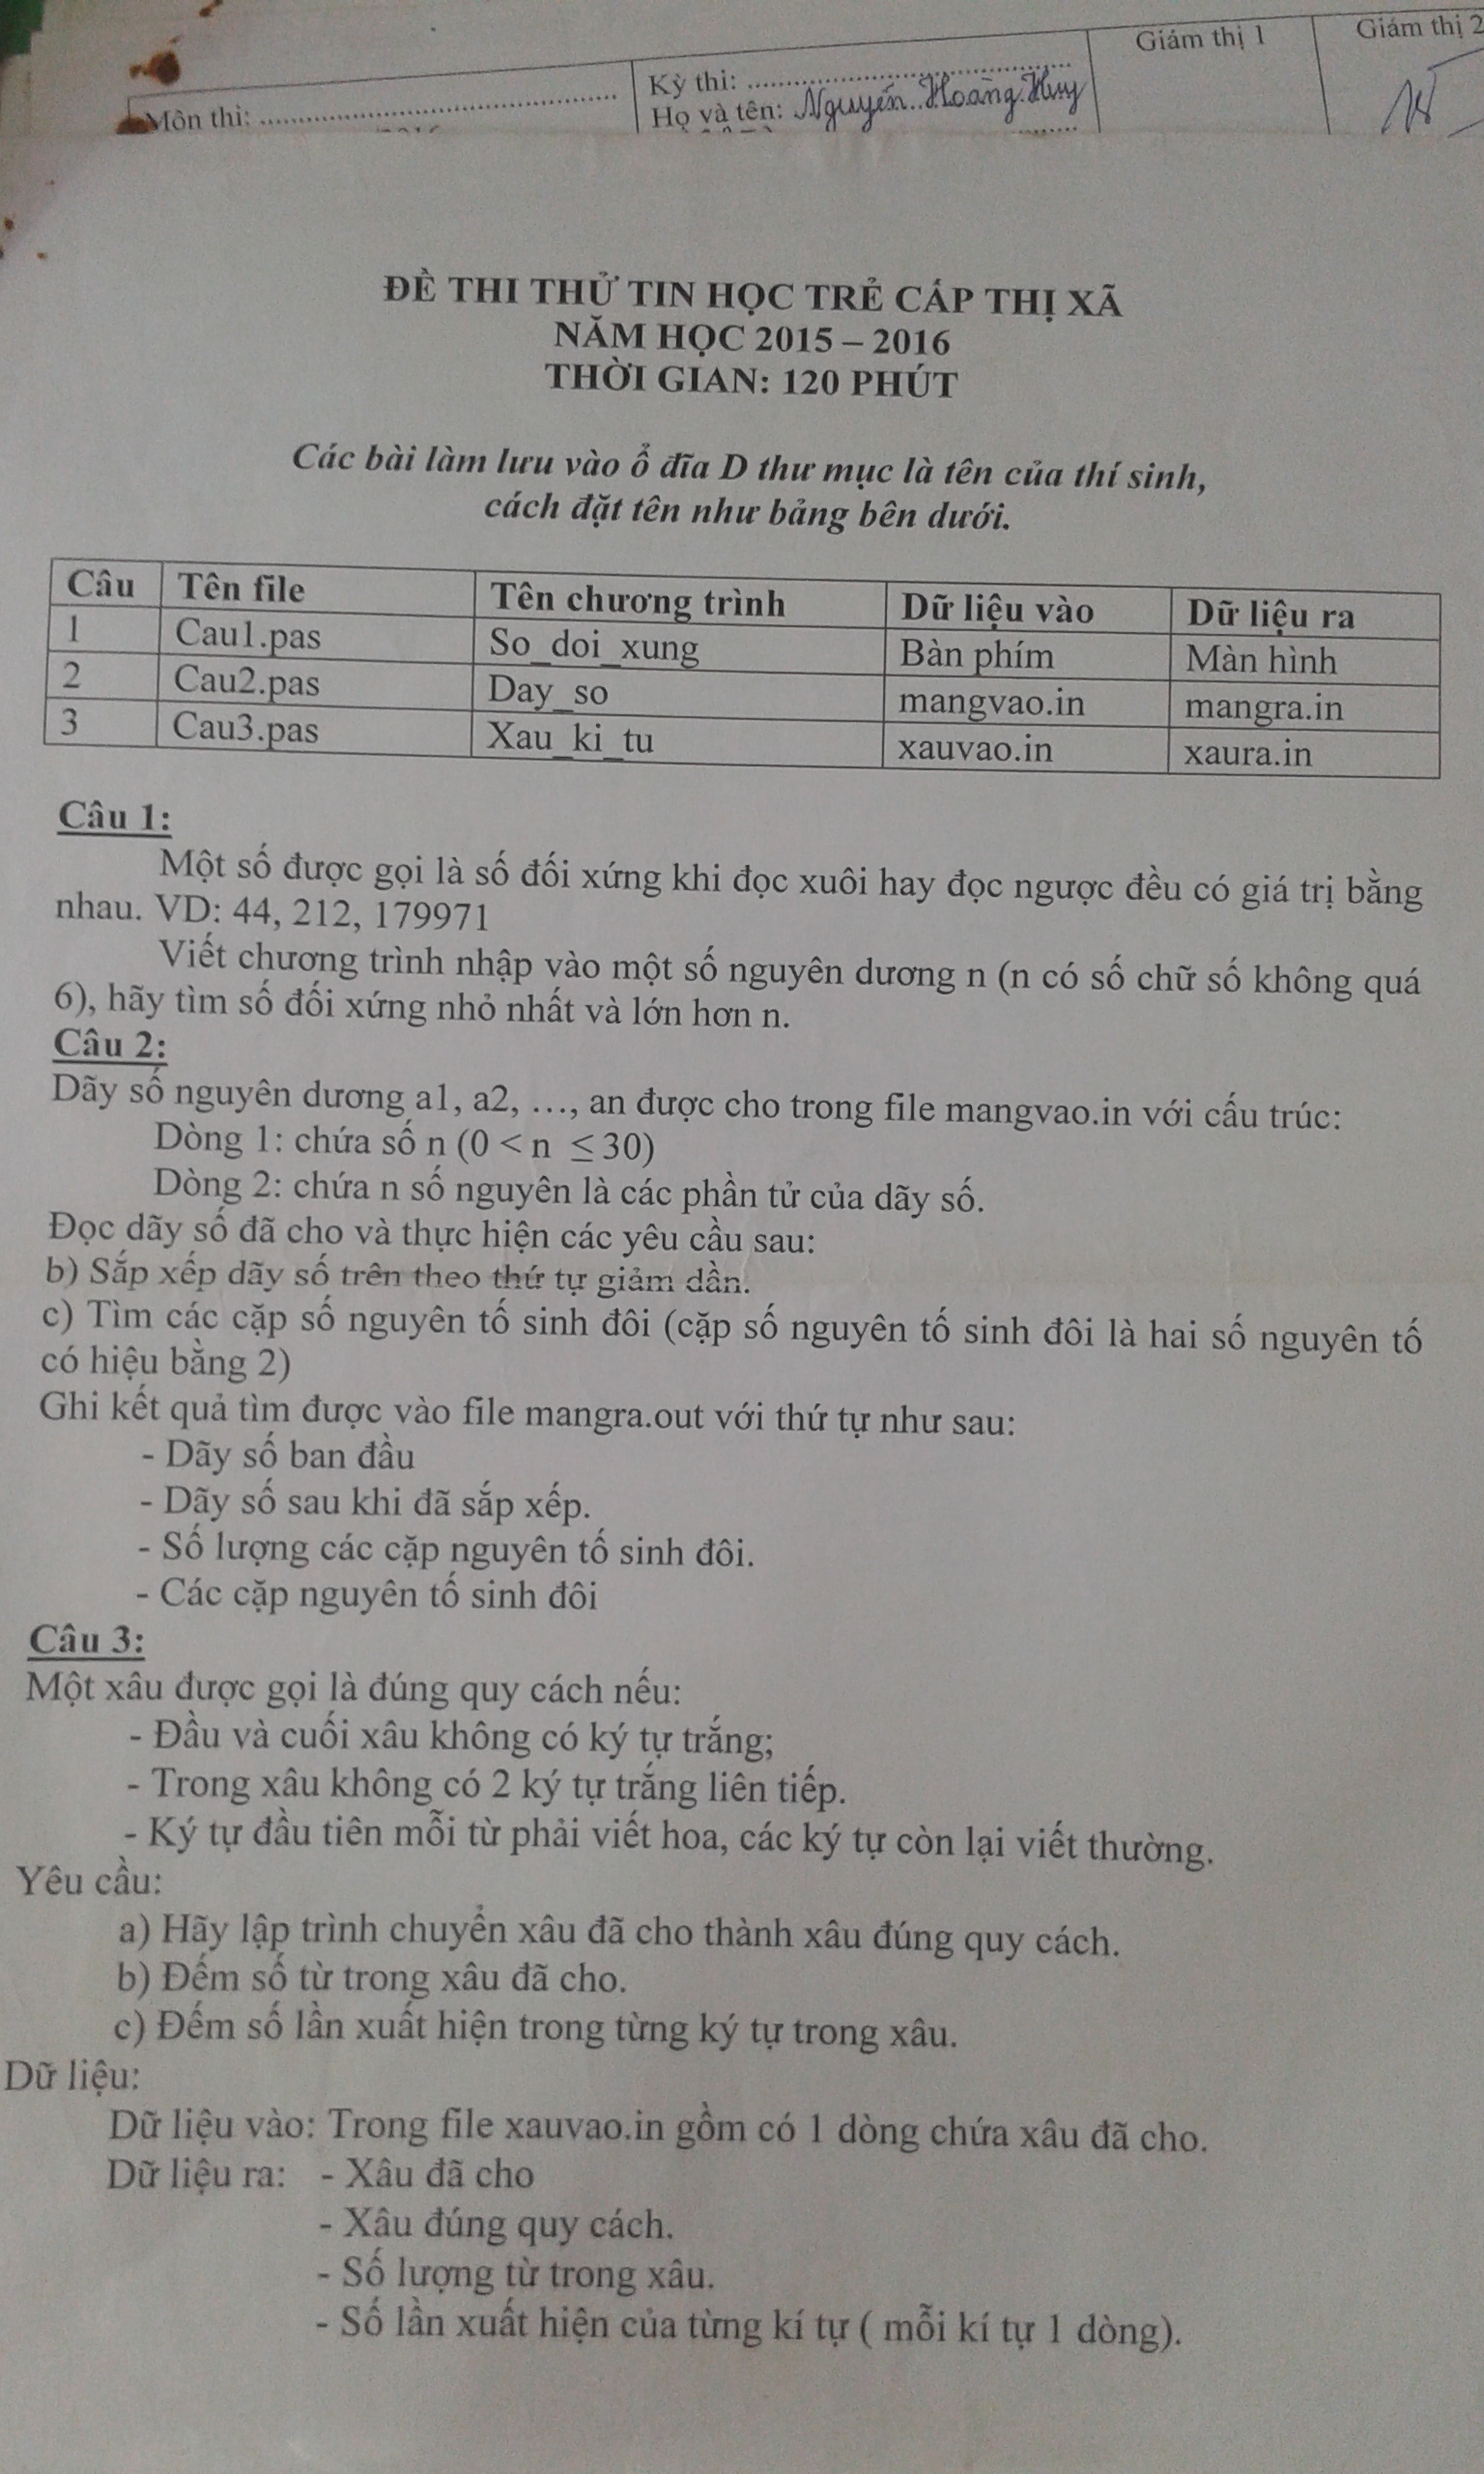 Môn thi: ....................
Kỳ thi: ....................
Họ và tên: Nguyễn Hoàng Huy
Giám thị 1
Giám thị 2
ĐỀ THI THỬ TIN HỌC TRẺ CẤP THỊ XÃ
NĂM HỌC 2015 – 2016
THỜI GIAN: 120 PHÚT
Các bài làm lưu vào ổ đĩa D thư mục là tên của thí sinh,
cách đặt tên như bảng bên dưới.
Câu Tên file Tên chương trình Dữ liệu vào Dữ liệu ra
1 Cau1.pas So_doi_xung Bàn phím Màn hình
2 Cau2.pas Day_so mangvao.in mangra.in
3 Cau3.pas Xau_ki_tu xauvao.in xaura.in
Câu 1:
Một số được gọi là số đối xứng khi đọc xuôi hay đọc ngược đều có giá trị bằng
nhau. VD: 44, 212, 179971
Viết chương trình nhập vào một số nguyên dương n (n có số chữ số không quá
6), hãy tìm số đối xứng nhỏ nhất và lớn hơn n.
Câu 2:
Dãy số nguyên dương a1, a2, …, an được cho trong file mangvao.in với cấu trúc:
Dòng 1: chứa số n (0 < n ≤ 30)
Dòng 2: chứa n số nguyên là các phần tử của dãy số.
Đọc dãy số đã cho và thực hiện các yêu cầu sau:
b) Sắp xếp dãy số trên theo thứ tự giảm dần.
c) Tìm các cặp số nguyên tố sinh đôi (cặp số nguyên tố sinh đôi là hai số nguyên tố
có hiệu bằng 2)
Ghi kết quả tìm được vào file mangra.out với thứ tự như sau:
- Dãy số ban đầu
- Dãy số sau khi đã sắp xếp.
- Số lượng các cặp nguyên tố sinh đôi.
- Các cặp nguyên tố sinh đôi
Câu 3:
Một xâu được gọi là đúng quy cách nếu:
- Đầu và cuối xâu không có ký tự trắng;
- Trong xâu không có 2 ký tự trắng liên tiếp.
- Ký tự đầu tiên mỗi từ phải viết hoa, các ký tự còn lại viết thường.
Yêu cầu:
a) Hãy lập trình chuyển xâu đã cho thành xâu đúng quy cách.
b) Đếm số từ trong xâu đã cho.
c) Đếm số lần xuất hiện trong từng ký tự trong xâu.
Dữ liệu:
Dữ liệu vào: Trong file xauvao.in gồm có 1 dòng chứa xâu đã cho.
Dữ liệu ra: - Xâu đã cho
- Xâu đúng quy cách.
- Số lượng từ trong xâu.
- Số lần xuất hiện của từng kí tự ( mỗi kí tự 1 dòng).